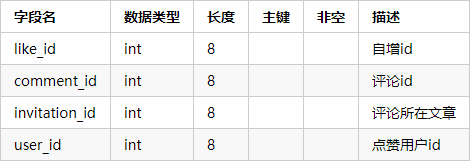 字段名 数据类型 长度 主键 非空 描述
like_id int 8 自增id
comment_id int 8 评论id
invitation_id int 8 评论所在文章
user_id int 8 点赞用户id